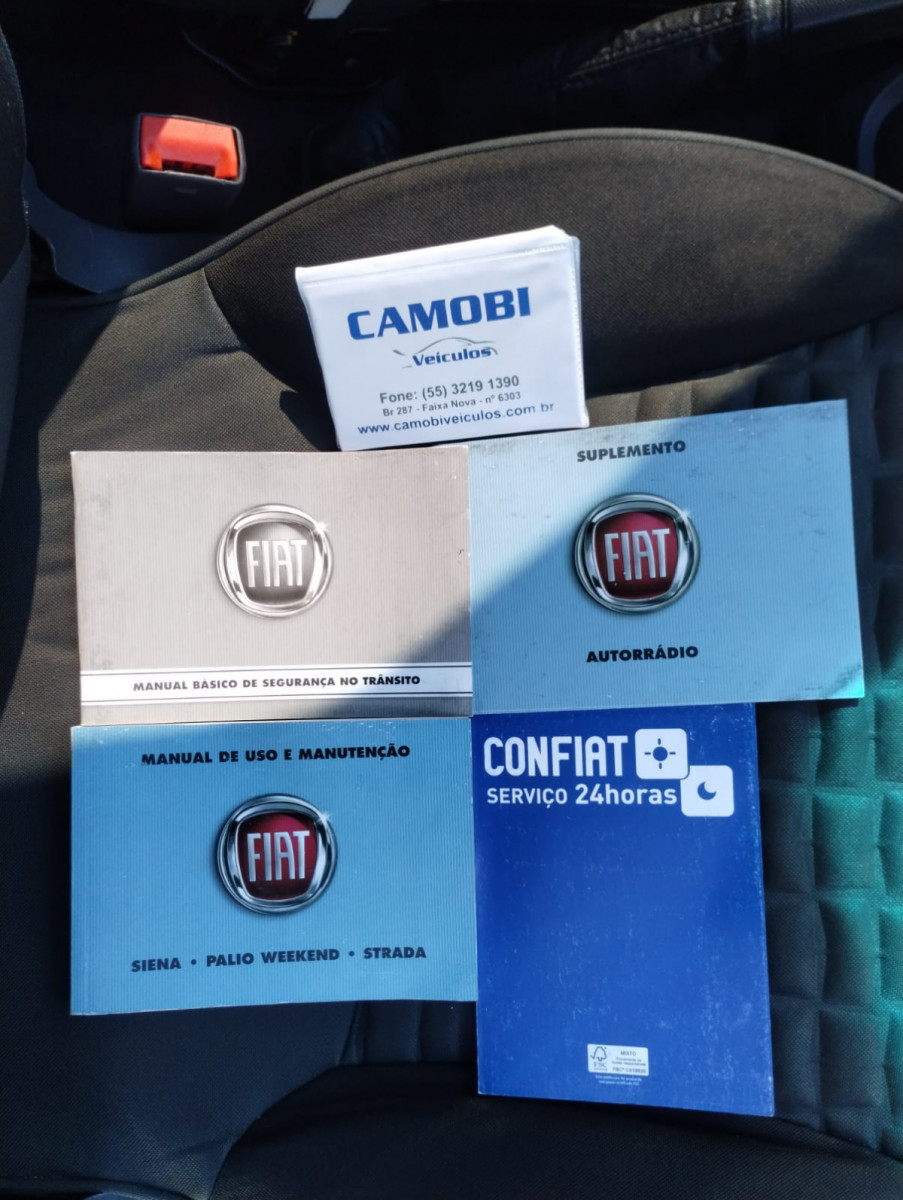 CAMOBI
Veículos
Fone: (55) 3219 1390
Br 287 - Faixa Nova - nº 6303
www.camobiveiculos.com.br
FIAT
MANUAL BÁSICO DE SEGURANÇA NO TRÂNSITO
SUPLEMENTO
FIAT
AUTORRÁDIO
MANUAL DE USO E MANUTENÇÃO
FIAT
SIENA • PALIO WEEKEND • STRADA
CONFIAT
SERVIÇO 24horas
FSC
MISTO